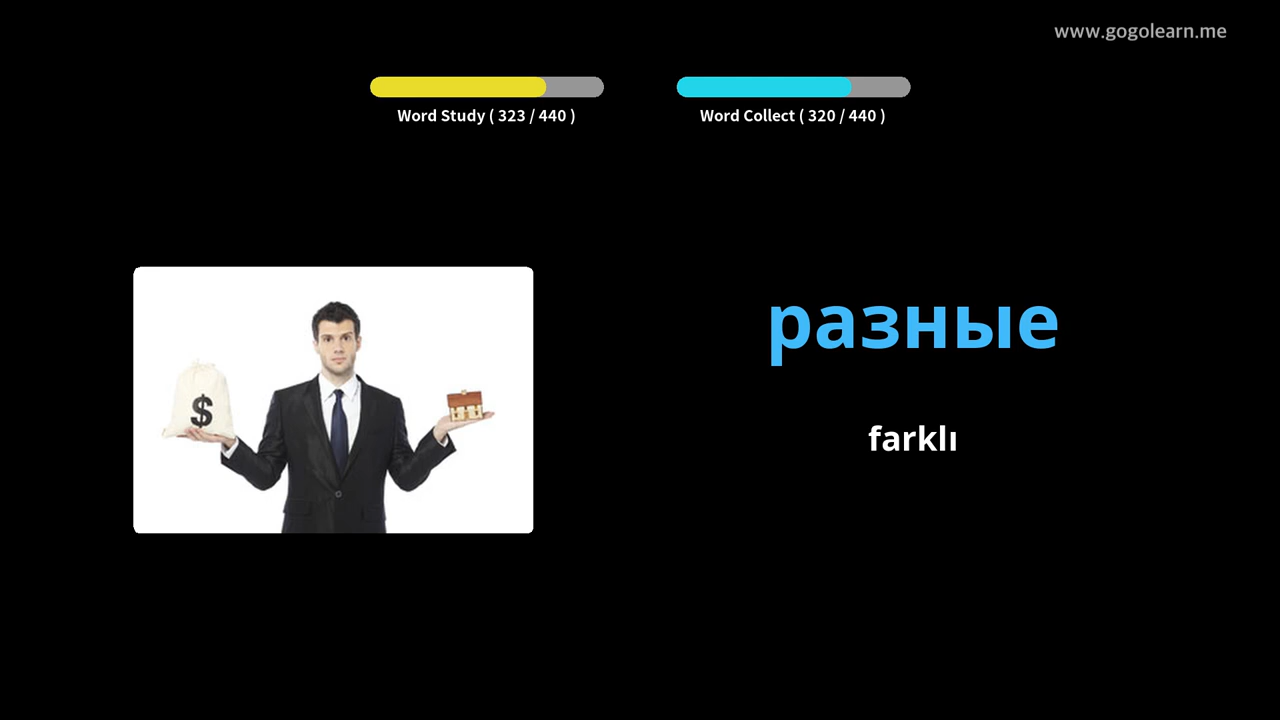 www.gogolearn.me
Word Study ( 323 / 440 )
Word Collect ( 320 / 440 )
разные
$
farklı